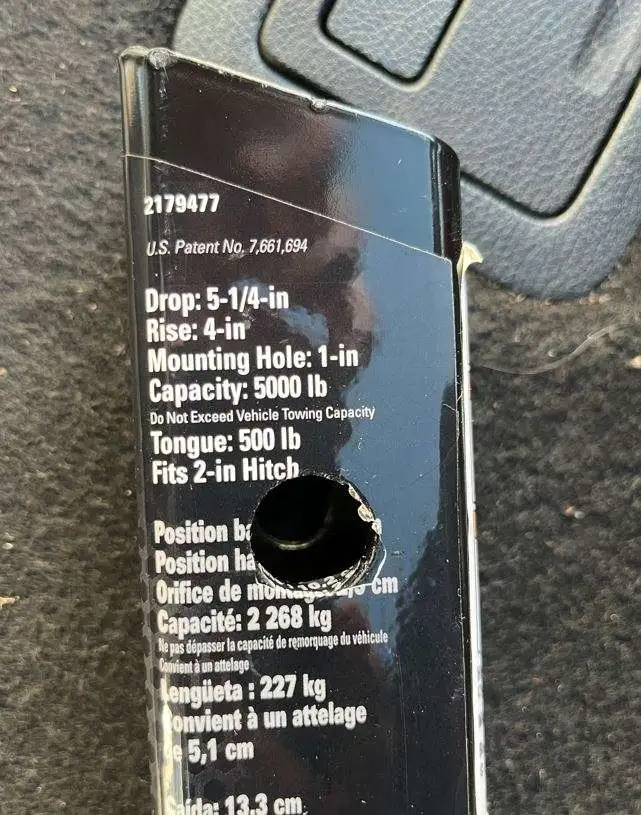 2179477
U.S. Patent No. 7,661,694
Drop: 5-1/4-in
Rise: 4-in
Mounting Hole: 1-in
Capacity: 5000 lb
Do Not Exceed Vehicle Towing Capacity
Tongue: 500 lb
Fits 2-in Hitch
Position
Position
Orifice de cm
Capacité: 2 268 kg
Ne pas dépasser la capacité de remorquage du véhicule
Convient à un attelage
Lengüeta : 227 kg
Convient à un attelage
de 5,1 cm
Saída: 13,3 cm